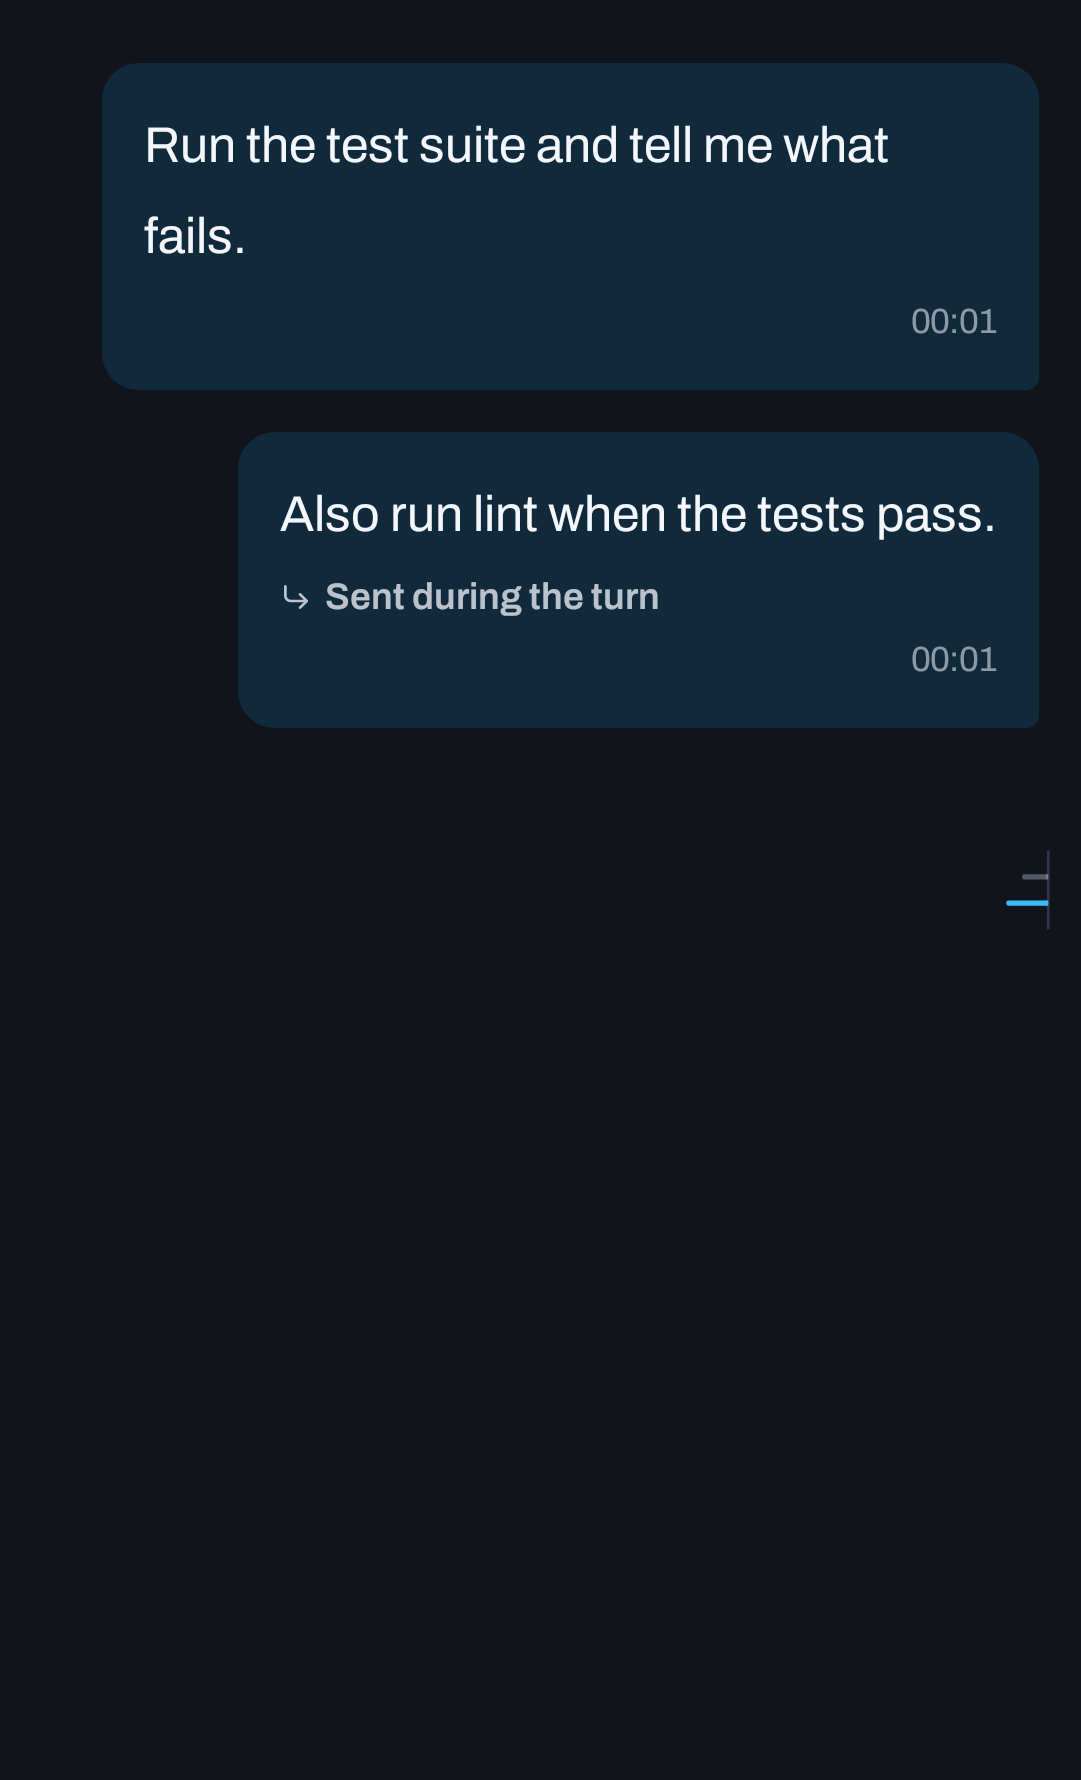 Run the test suite and tell me what
fails.
00:01
Also run lint when the tests pass.
Sent during the turn
00:01